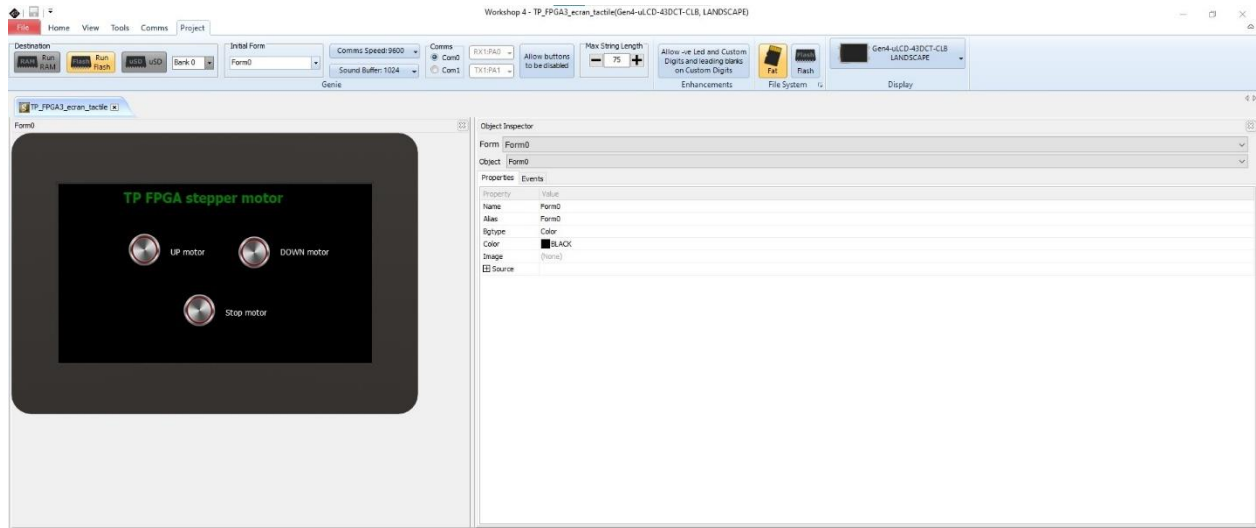 Workshop 4 - TP_FPGA3_ecran_tactile(Gen4-uLCD-43DCT-CLB, LANDSCAPE)
File Home View Tools Comms Project
Destination
RAM Run RAM
Flash Run Flash
uSD uSD
Bank 0
Initial Form
Form0
Comms Speed:9600
Sound Buffer: 1024
Comms
Com0
Com1
RX1:PA0
TX1:PA1
Allow buttons
to be disabled
Max String Length
75
Genie
Allow -ve Led and Custom
Digits and leading blanks
on Custom Digits
Enhancements
Fat
Flash
Flash
File System
Gen4-uLCD-43DCT-CLB
LANDSCAPE
Display
TP_FPGA3_ecran_tactile
Form0
TP FPGA stepper motor
UP motor
DOWN motor
Stop motor
Object Inspector
Form Form0
Object Form0
Properties Events
Property Value
Name Form0
Alias Form0
Bgtype Color
Color BLACK
Image (None)
Source